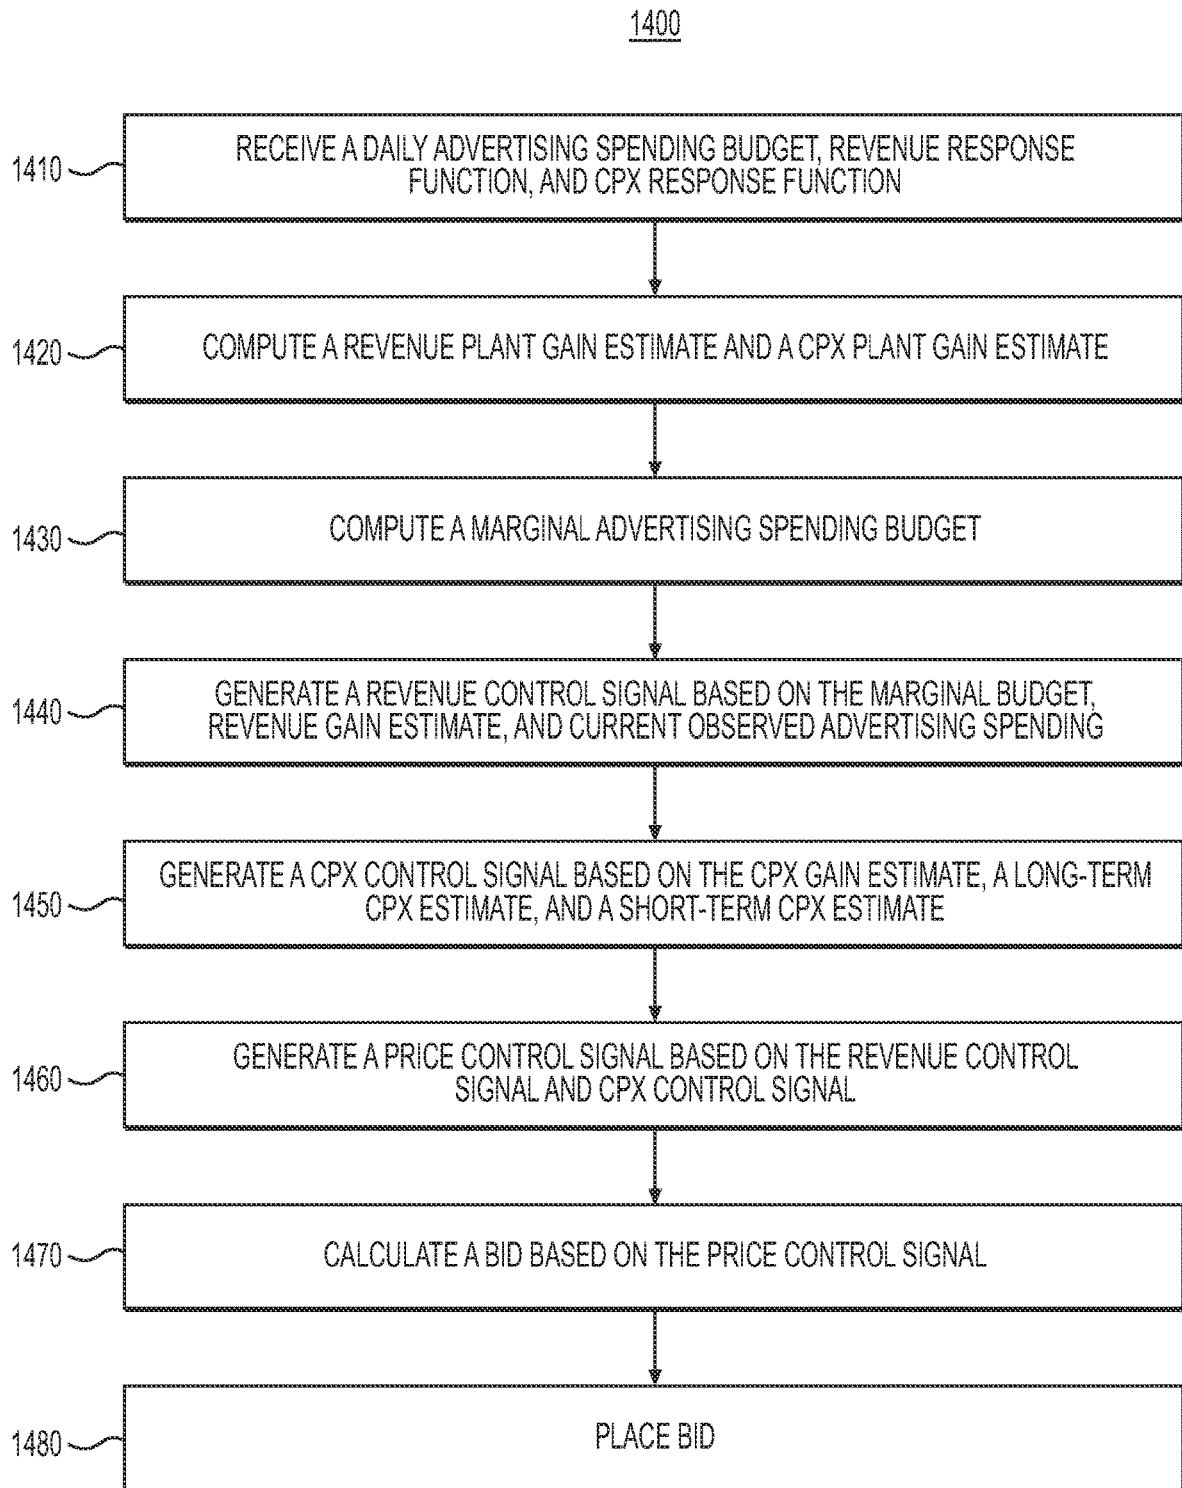 1400
1410
RECEIVE A DAILY ADVERTISING SPENDING BUDGET, REVENUE RESPONSE
FUNCTION, AND CPX RESPONSE FUNCTION
1420
COMPUTE A REVENUE PLANT GAIN ESTIMATE AND A CPX PLANT GAIN ESTIMATE
1430
COMPUTE A MARGINAL ADVERTISING SPENDING BUDGET
1440
GENERATE A REVENUE CONTROL SIGNAL BASED ON THE MARGINAL BUDGET,
REVENUE GAIN ESTIMATE, AND CURRENT OBSERVED ADVERTISING SPENDING
1450
GENERATE A CPX CONTROL SIGNAL BASED ON THE CPX GAIN ESTIMATE, A LONG-TERM
CPX ESTIMATE, AND A SHORT-TERM CPX ESTIMATE
1460
GENERATE A PRICE CONTROL SIGNAL BASED ON THE REVENUE CONTROL
SIGNAL AND CPX CONTROL SIGNAL
1470
CALCULATE A BID BASED ON THE PRICE CONTROL SIGNAL
1480
PLACE BID